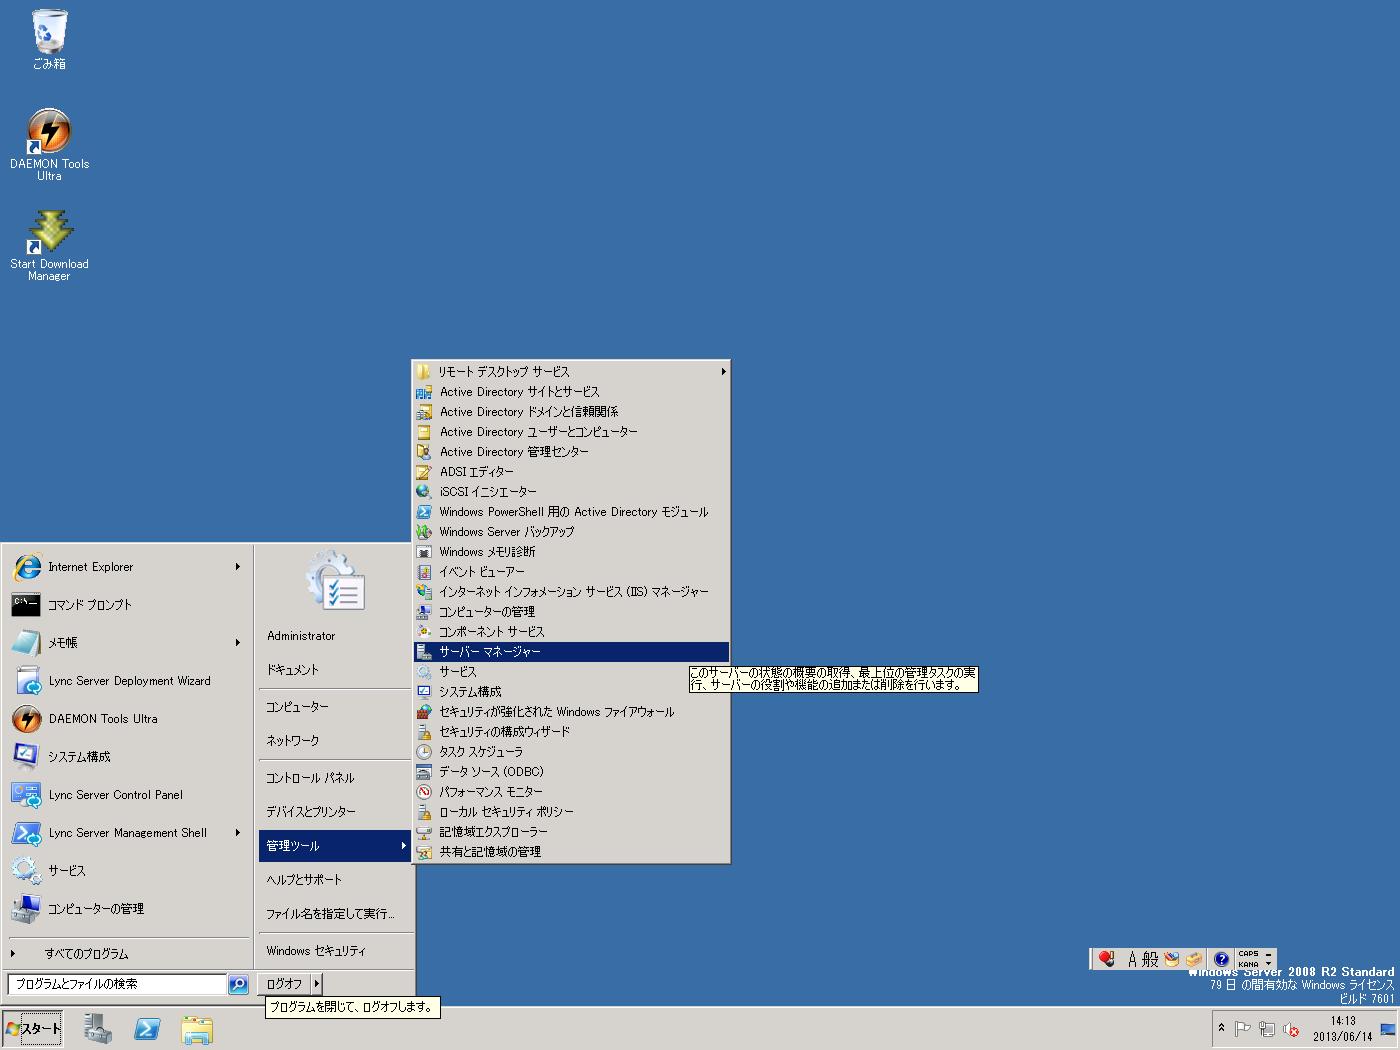 ごみ箱
DAEMON Tools
Ultra
Start Download
Manager
リモート デスクトップ サービス
Active Directory サイトとサービス
Active Directory ドメインと信頼関係
Active Directory ユーザーとコンピューター
Active Directory 管理センター
ADSI エディター
iSCSI イニシエーター
Windows PowerShell 用の Active Directory モジュール
Windows Server バックアップ
Windows メモリ診断
イベント ビューアー
インターネット インフォメーション サービス (IIS) マネージャー
コンピューターの管理
コンポーネント サービス
サーバー マネージャー
サービス
システム構成
セキュリティが強化された Windows ファイアウォール
セキュリティの構成ウィザード
タスク スケジューラ
データ ソース (ODBC)
パフォーマンス モニター
ローカル セキュリティ ポリシー
記憶域エクスプローラー
共有と記憶域の管理
このサーバーの状態の概要の取得、最上位の管理タスクの実
行、サーバーの役割や機能の追加または削除を行います。
Internet Explorer
コマンド プロンプト
メモ帳
Lync Server Deployment Wizard
DAEMON Tools Ultra
システム構成
Lync Server Control Panel
Lync Server Management Shell
サービス
コンピューターの管理
すべてのプログラム
プログラムとファイルの検索
Administrator
ドキュメント
コンピューター
ネットワーク
コントロール パネル
デバイスとプリンター
管理ツール
ヘルプとサポート
ファイル名を指定して実行...
Windows セキュリティ
ログオフ
プログラムを閉じて、ログオフします。
A 般
CAPS
KANA
Windows Server 2008 R2 Standard
79 日 の間有効な Windows ライセンス
ビルド 7601
スタート
14:13
2013/06/14